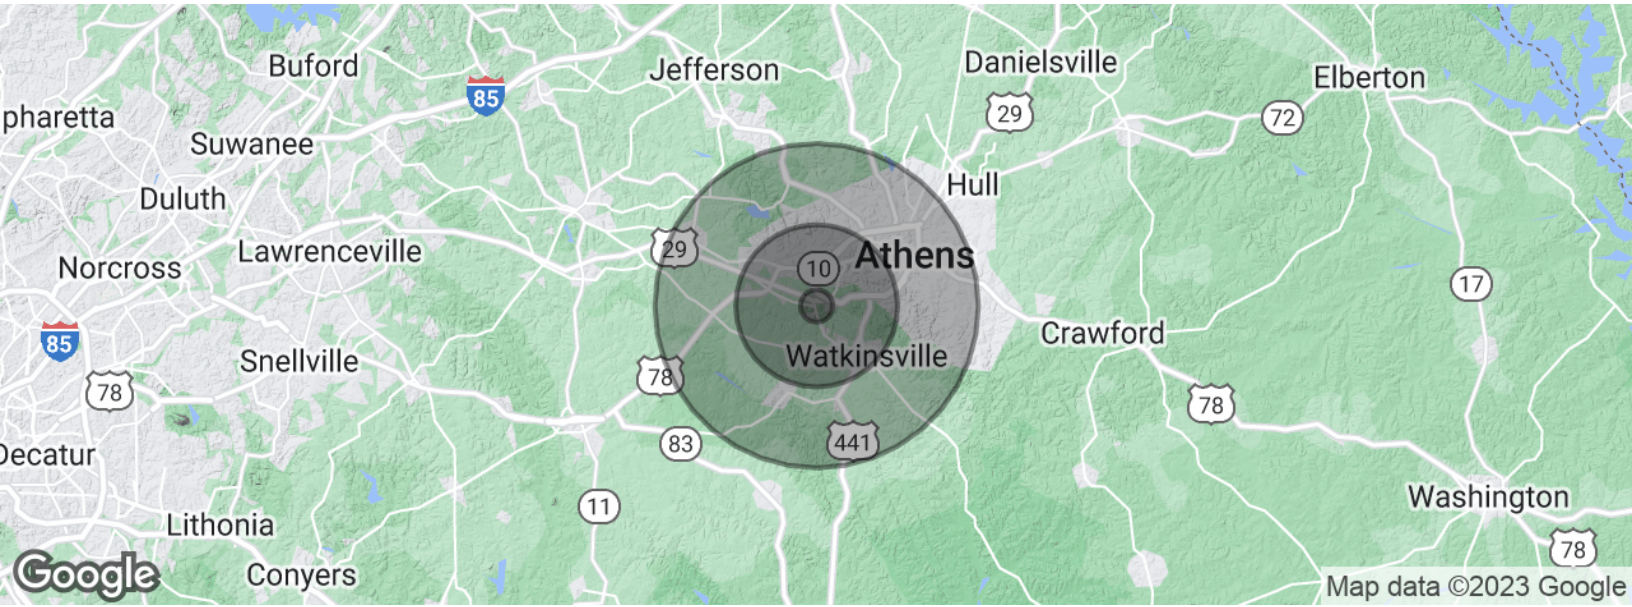 Buford
Jefferson
Danielsville
Elberton
85
29
72
pharetta
Suwanee
Duluth
Hull
Lawrenceville
29
Athens
Norcross
10
17
85
Crawford
Snellville
Watkinsville
78
78
78
83
441
Decatur
11
Washington
Lithonia
78
Conyers
Google
Map data ©2023 Google